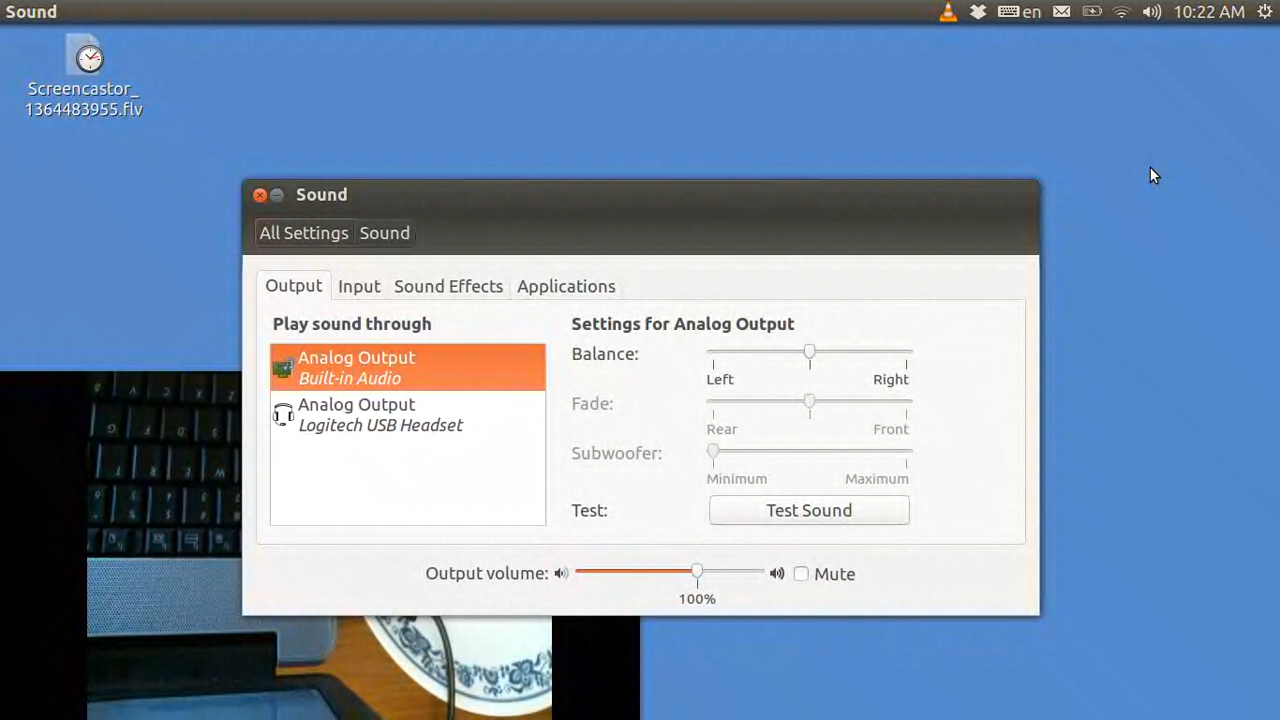 Sound
en
10:22 AM
Screencastor_
1364483955.flv
Sound
All Settings
Sound
Output
Input
Sound Effects
Applications
Play sound through
Analog Output
Built-in Audio
Analog Output
Logitech USB Headset
Settings for Analog Output
Balance:
Left
Right
Fade:
Rear
Front
Subwoofer:
Minimum
Maximum
Test:
Test Sound
Output volume:
100%
Mute